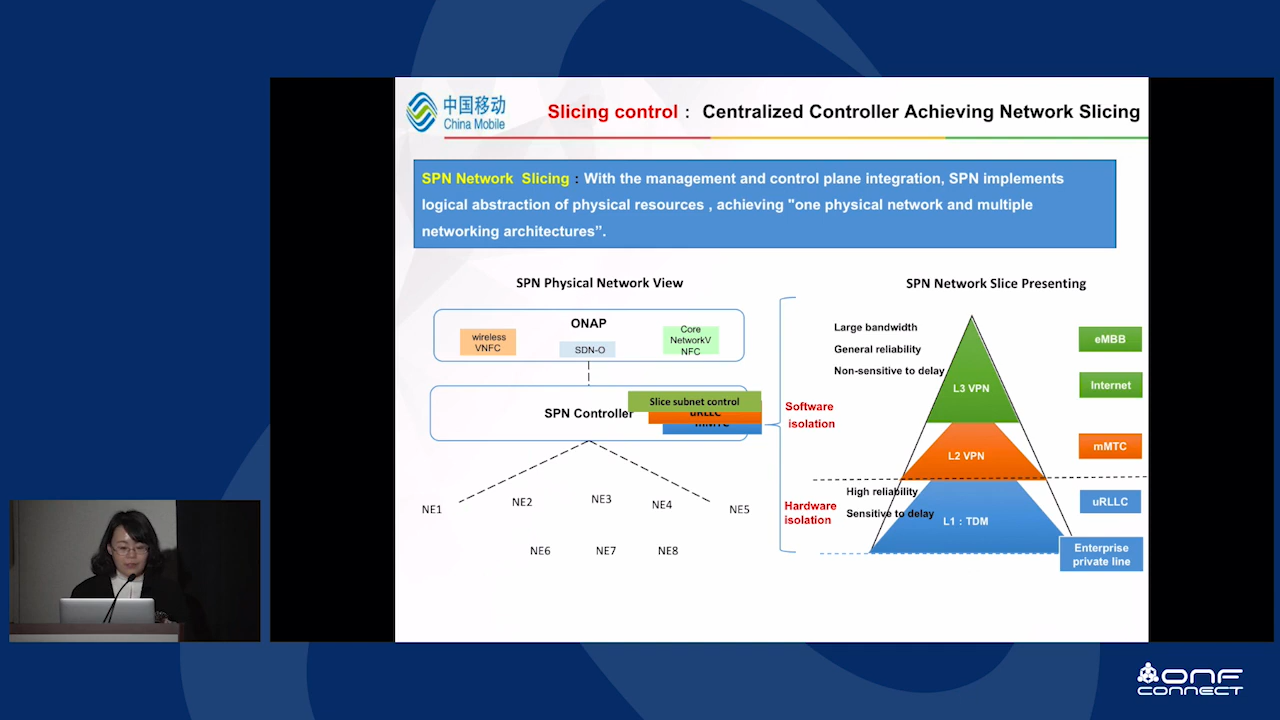 中国移动
China Mobile
Slicing control： Centralized Controller Achieving Network Slicing
SPN Network Slicing : With the management and control plane integration, SPN implements
logical abstraction of physical resources , achieving "one physical network and multiple
networking architectures”.
SPN Physical Network View
ONAP
wireless
VNFC
SDN-O
Core
NetworkV
NFC
SPN Controller
Slice subnet control
uRLLC
mMTC
NE1
NE2
NE3
NE4
NE5
NE6
NE7
NE8
SPN Network Slice Presenting
Large bandwidth
General reliability
Non-sensitive to delay
Software
isolation
Hardware
isolation
High reliability
Sensitive to delay
L3 VPN
L2 VPN
L1：TDM
eMBB
Internet
mMTC
uRLLC
Enterprise
private line
ONF
CONNECT